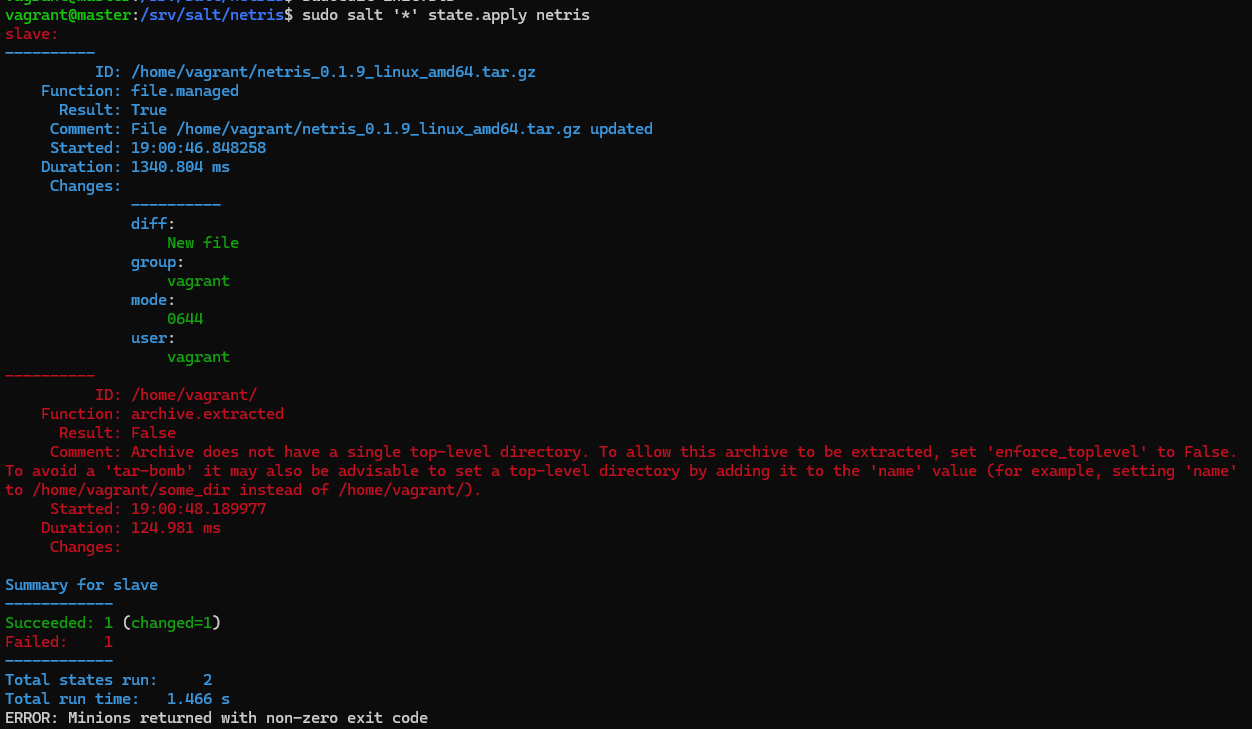 vagrant@master:/srv/salt/netris$ sudo salt '*' state.apply netris
slave:
----------
          ID: /home/vagrant/netris_0.1.9_linux_amd64.tar.gz
    Function: file.managed
      Result: True
     Comment: File /home/vagrant/netris_0.1.9_linux_amd64.tar.gz updated
     Started: 19:00:46.848258
    Duration: 1340.804 ms
     Changes:
              ----------
              diff:
                  New file
              group:
                  vagrant
              mode:
                  0644
              user:
                  vagrant
----------
          ID: /home/vagrant/
    Function: archive.extracted
      Result: False
     Comment: Archive does not have a single top-level directory. To allow this archive to be extracted, set 'enforce_toplevel' to False.
To avoid a 'tar-bomb' it may also be advisable to set a top-level directory by adding it to the 'name' value (for example, setting 'name'
to /home/vagrant/some_dir instead of /home/vagrant/).
     Started: 19:00:48.189977
    Duration: 124.981 ms
     Changes:

Summary for slave
------------
Succeeded: 1 (changed=1)
Failed:    1
------------
Total states run:     2
Total run time:   1.466 s
ERROR: Minions returned with non-zero exit code